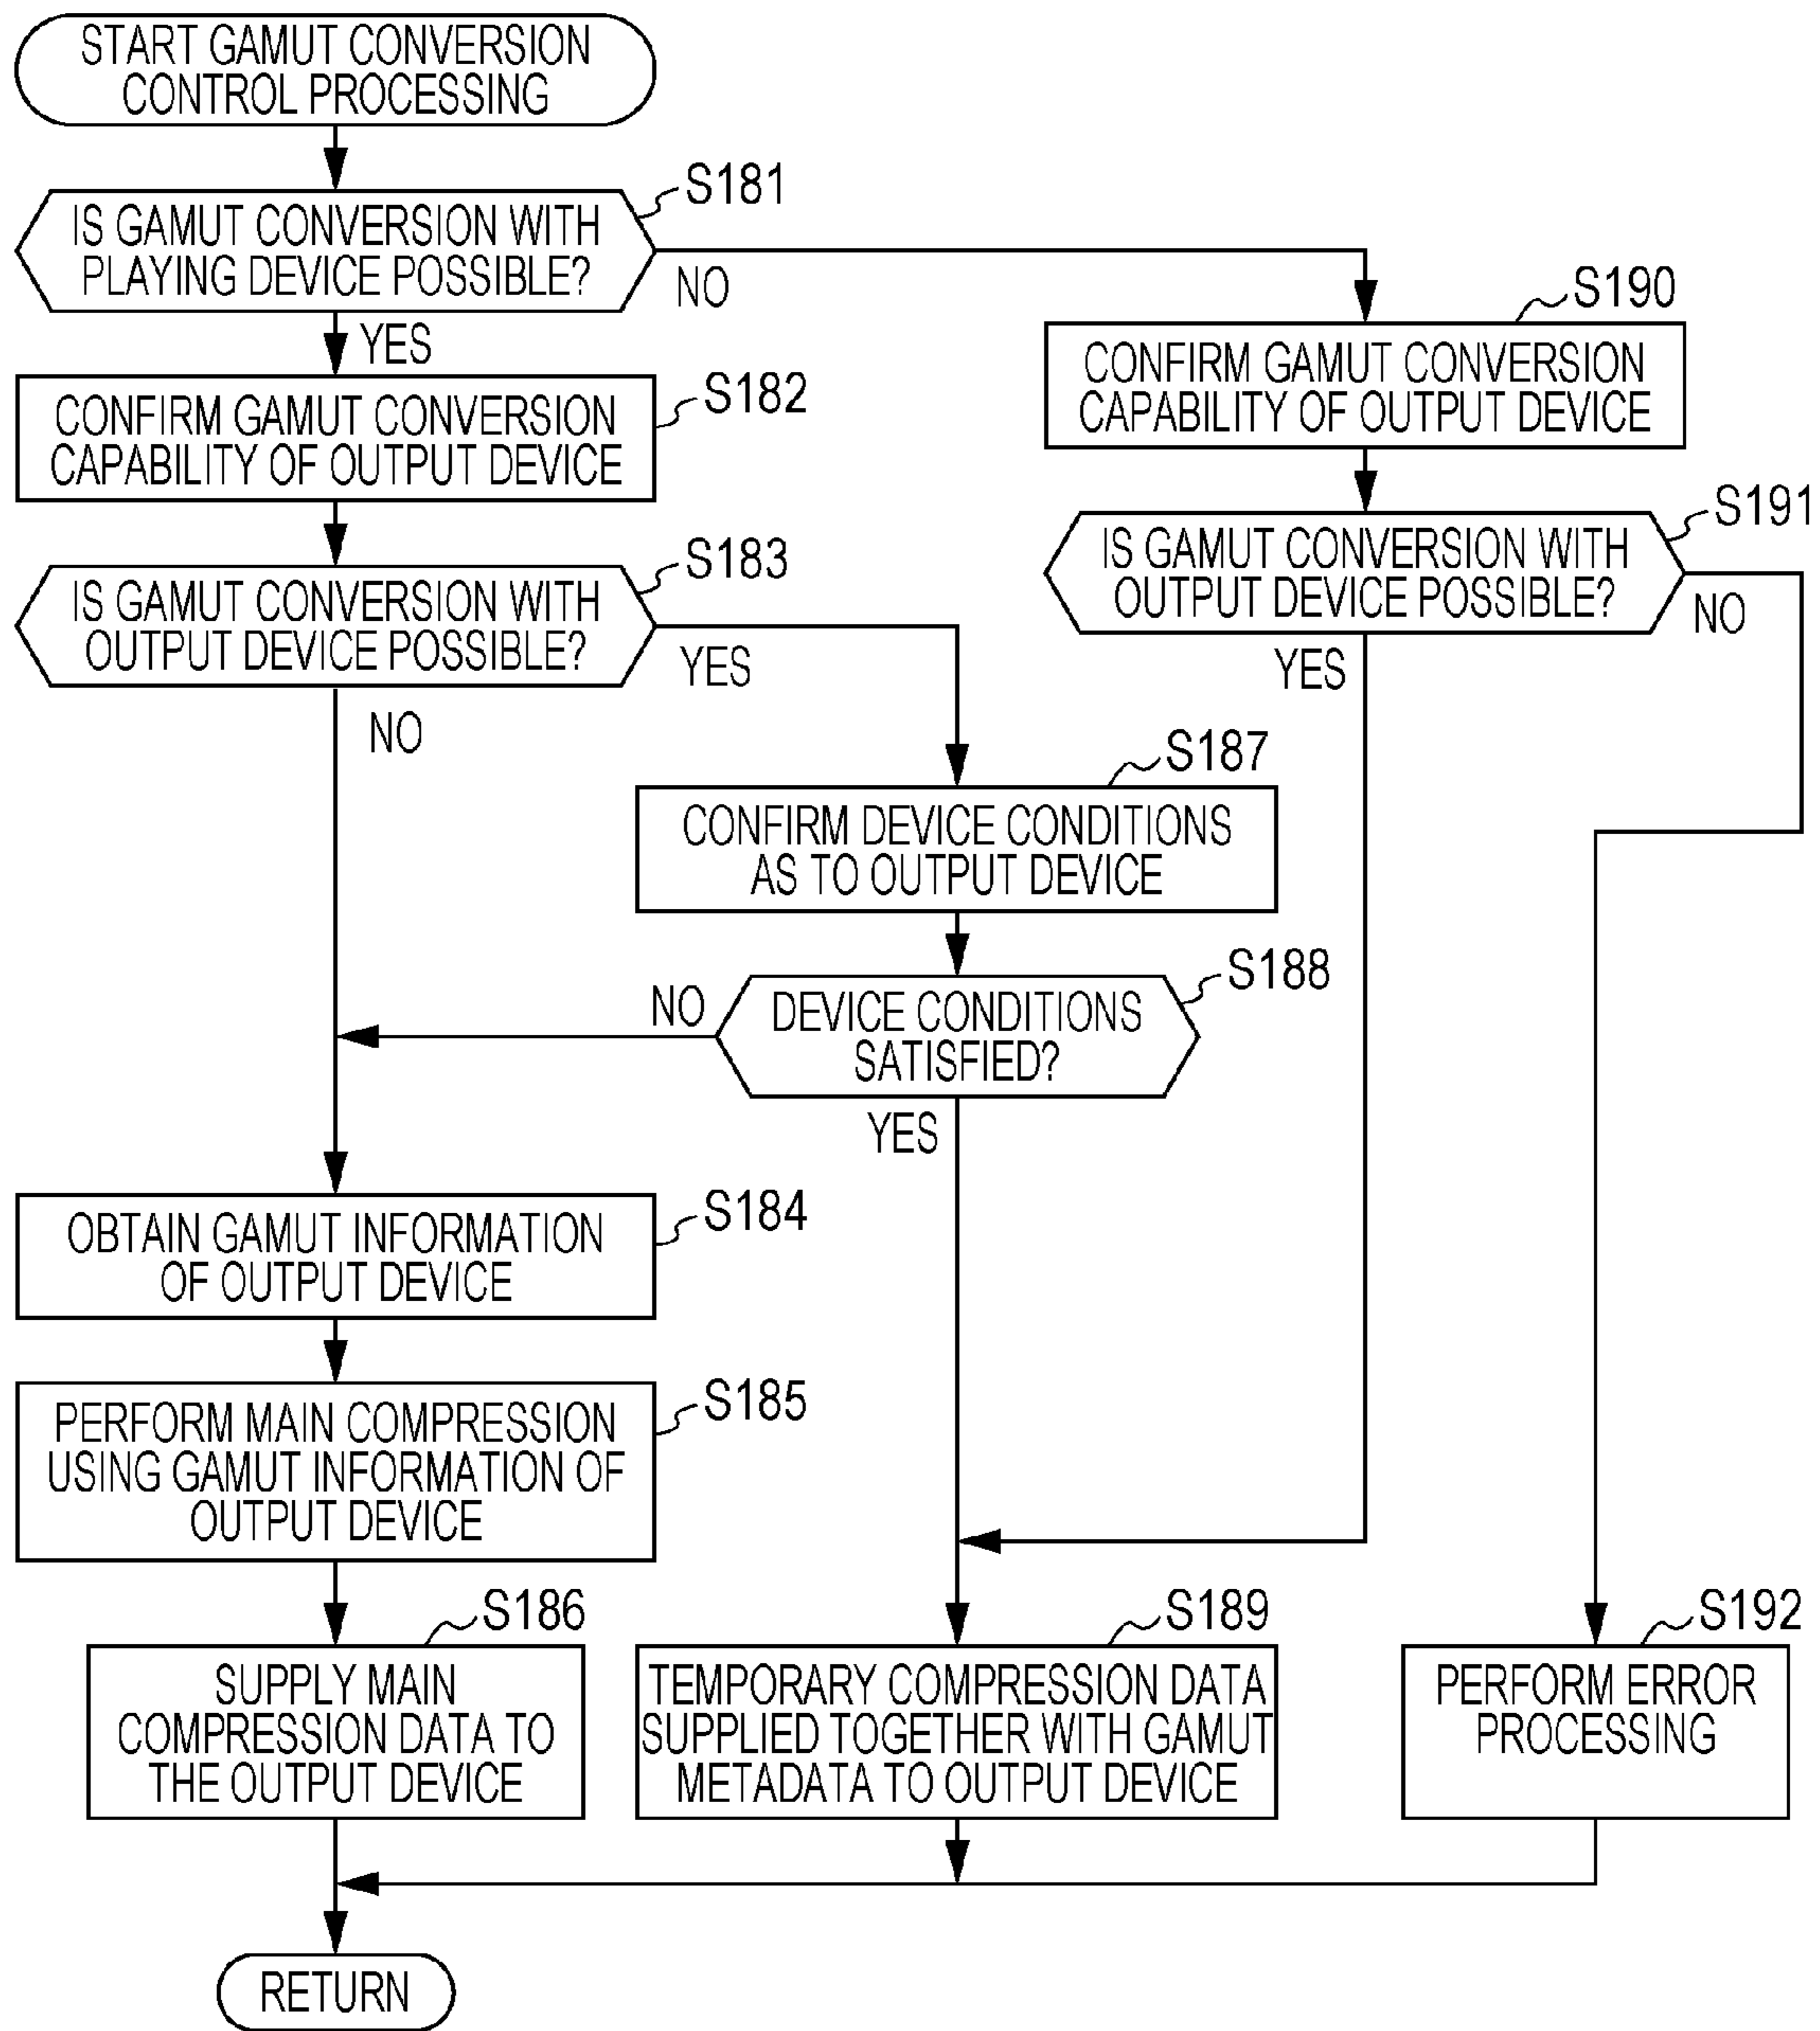 START GAMUT CONVERSION
CONTROL PROCESSING
S181
IS GAMUT CONVERSION WITH
PLAYING DEVICE POSSIBLE?
NO
YES
S190
CONFIRM GAMUT CONVERSION
CAPABILITY OF OUTPUT DEVICE
S182
CONFIRM GAMUT CONVERSION
CAPABILITY OF OUTPUT DEVICE
S191
IS GAMUT CONVERSION WITH
OUTPUT DEVICE POSSIBLE?
NO
YES
S183
IS GAMUT CONVERSION WITH
OUTPUT DEVICE POSSIBLE?
YES
NO
S187
CONFIRM DEVICE CONDITIONS
AS TO OUTPUT DEVICE
S188
NO
DEVICE CONDITIONS
SATISFIED?
YES
S184
OBTAIN GAMUT INFORMATION
OF OUTPUT DEVICE
S185
PERFORM MAIN COMPRESSION
USING GAMUT INFORMATION OF
OUTPUT DEVICE
S186
SUPPLY MAIN
COMPRESSION DATA TO
THE OUTPUT DEVICE
S189
TEMPORARY COMPRESSION DATA
SUPPLIED TOGETHER WITH GAMUT
METADATA TO OUTPUT DEVICE
S192
PERFORM ERROR
PROCESSING
RETURN